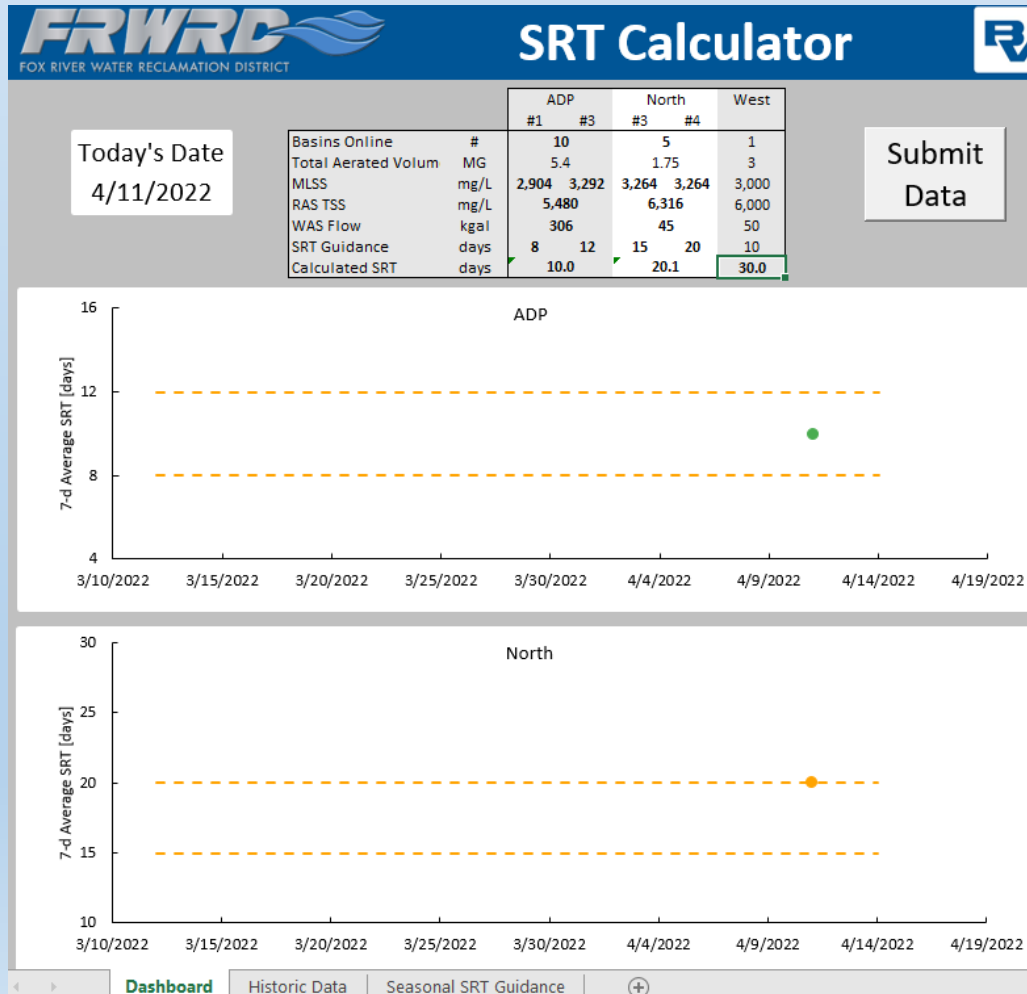 FRWRD
FOX RIVER WATER RECLAMATION DISTRICT
SRT Calculator
Today's Date
4/11/2022
ADP North West
#1 #3 #3 #4
Basins Online # 10 5 1
Total Aerated Volum MG 5.4 1.75 3
MLSS mg/L 2,904 3,292 3,264 3,264 3,000
RAS TSS mg/L 5,480 6,316 6,000
WAS Flow kgal 306 45 50
SRT Guidance days 8 12 15 20 10
Calculated SRT days 10.0 20.1 30.0
Submit
Data
ADP
7-d Average SRT [days]
16
12
8
4
3/10/2022 3/15/2022 3/20/2022 3/25/2022 3/30/2022 4/4/2022 4/9/2022 4/14/2022 4/19/2022
North
7-d Average SRT [days]
30
25
20
15
10
3/10/2022 3/15/2022 3/20/2022 3/25/2022 3/30/2022 4/4/2022 4/9/2022 4/14/2022 4/19/2022
Dashboard Historic Data Seasonal SRT Guidance